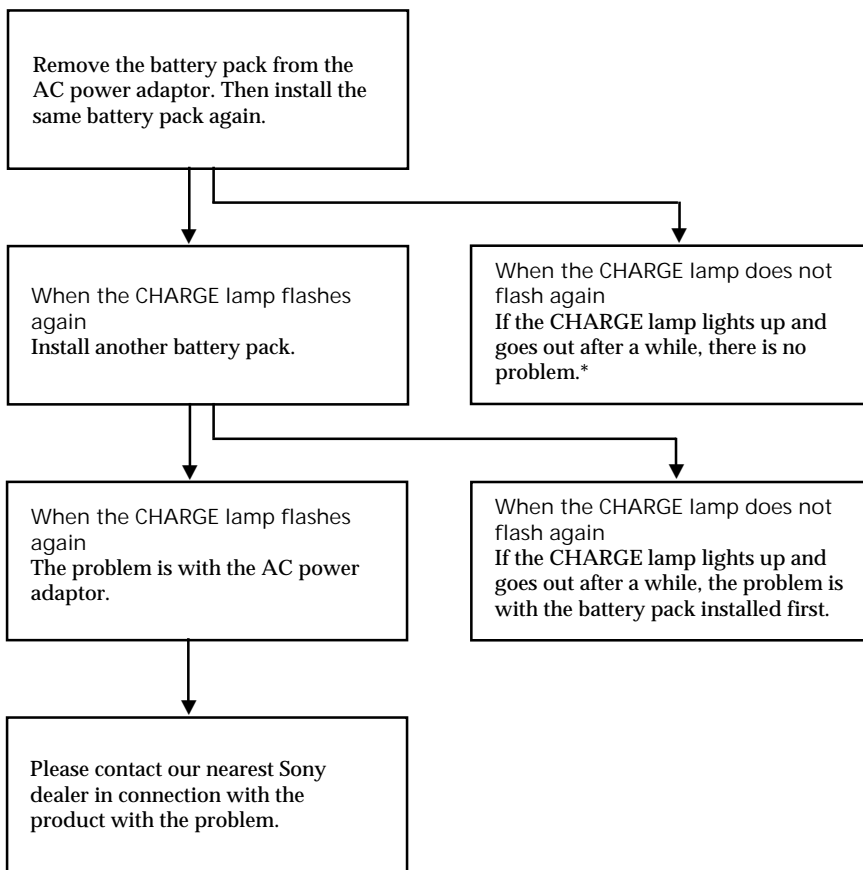 Remove the battery pack from the
AC power adaptor. Then install the
same battery pack again.
When the CHARGE lamp flashes
again
Install another battery pack.
When the CHARGE lamp does not
flash again
If the CHARGE lamp lights up and
goes out after a while, there is no
problem.*
When the CHARGE lamp flashes
again
The problem is with the AC power
adaptor.
When the CHARGE lamp does not
flash again
If the CHARGE lamp lights up and
goes out after a while, the problem is
with the battery pack installed first.
Please contact our nearest Sony
dealer in connection with the
product with the problem.